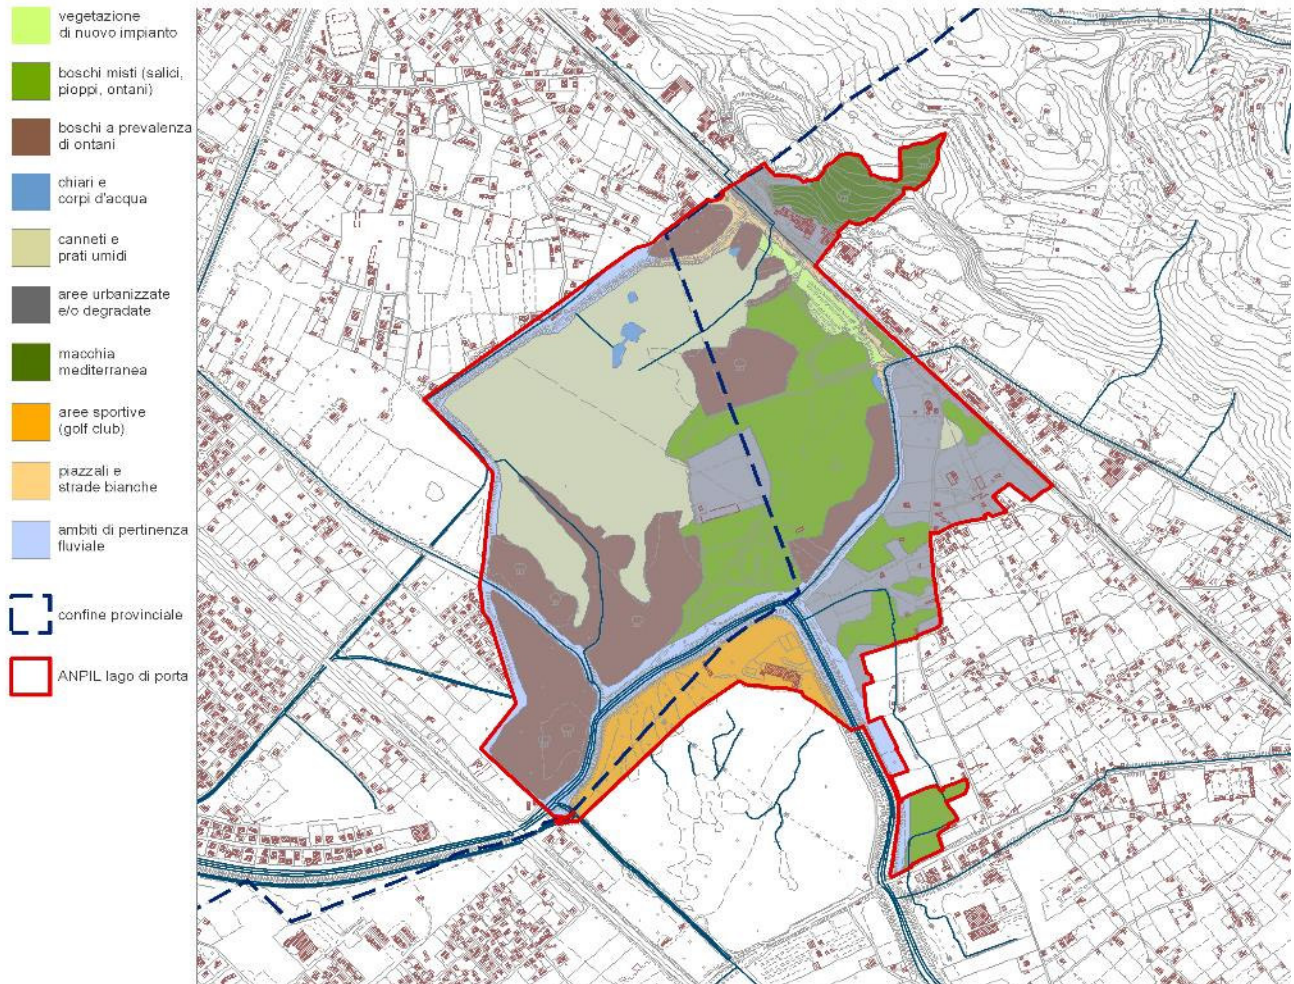 vegetazione
di nuovo impianto
boschi misti (salici,
pioppi, ontani)
boschi a prevalenza
di ontani
chiari e
corpi d'acqua
canneti e
prati umidi
aree urbanizzate
e/o degradate
macchia
mediterranea
aree sportive
(golf club)
piazzali e
strade bianche
ambiti di pertinenza
fluviale
confine provinciale
ANPIL lago di porta